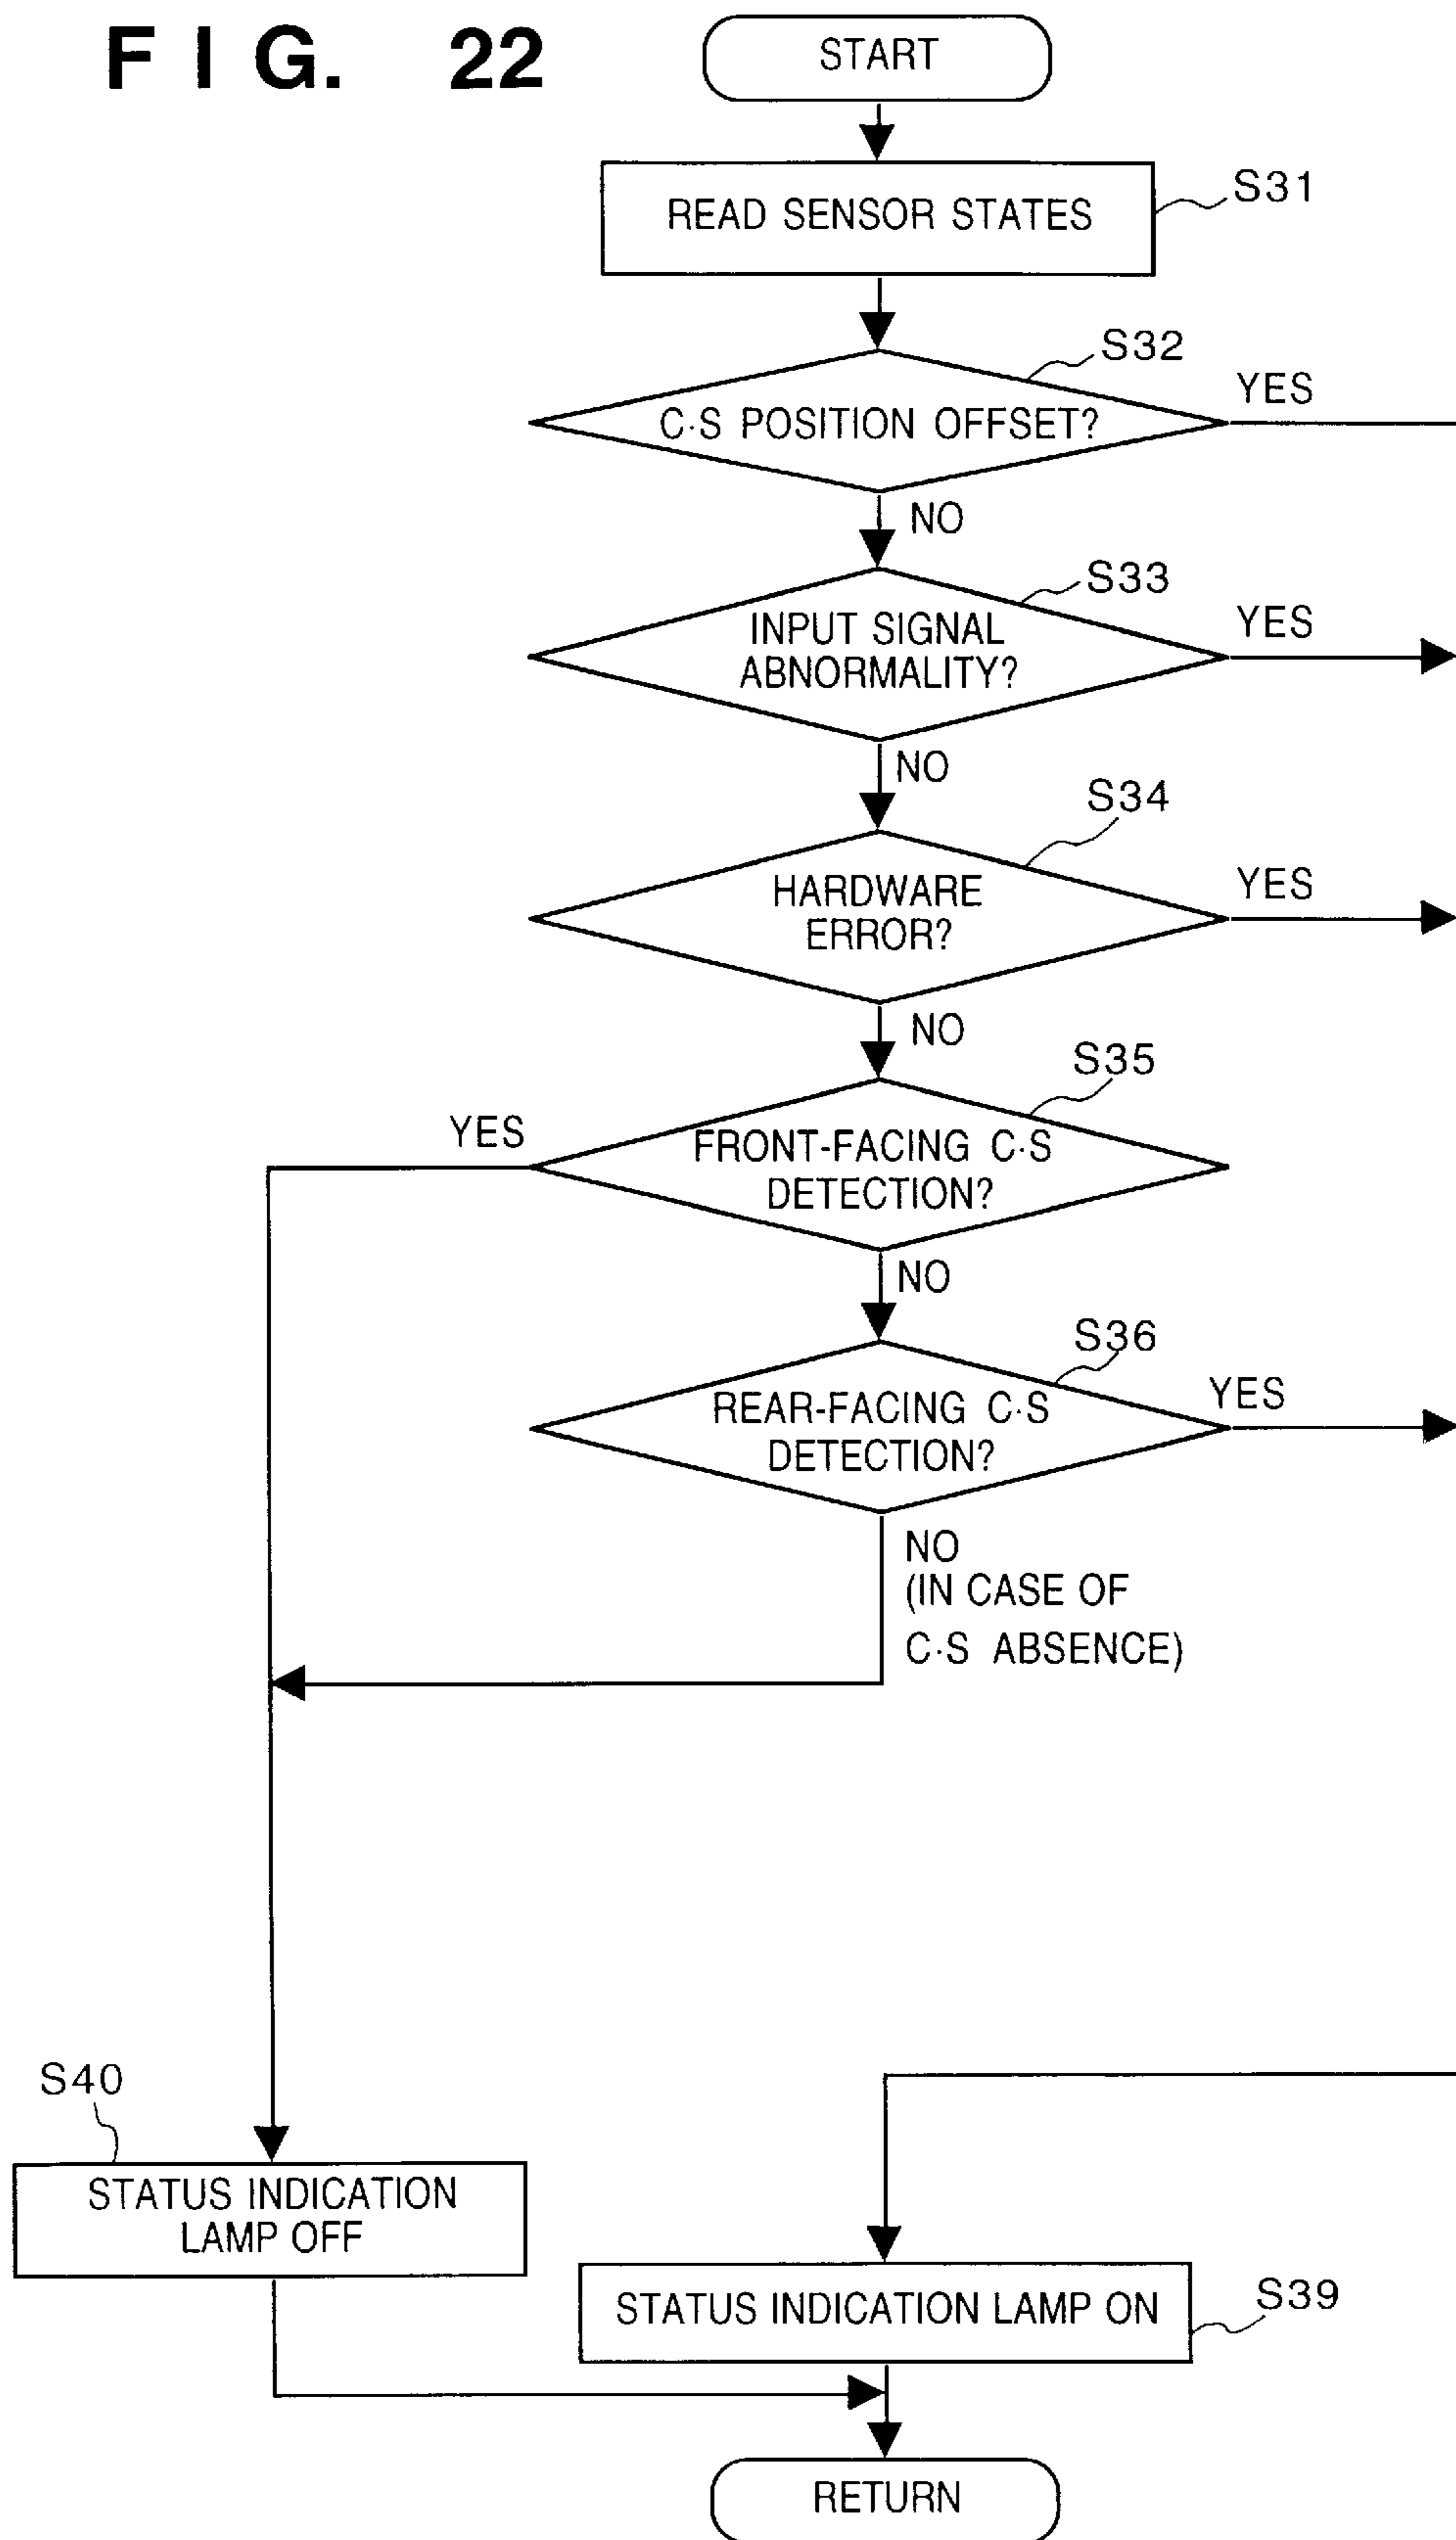 FIG. 22
START
READ SENSOR STATES
S31
S32
C·S POSITION OFFSET?
YES
NO
S33
INPUT SIGNAL
ABNORMALITY?
YES
NO
S34
HARDWARE
ERROR?
YES
NO
S35
YES
FRONT-FACING C·S
DETECTION?
NO
S36
REAR-FACING C·S
DETECTION?
YES
NO
(IN CASE OF
C·S ABSENCE)
S40
STATUS INDICATION
LAMP OFF
STATUS INDICATION LAMP ON
S39
RETURN